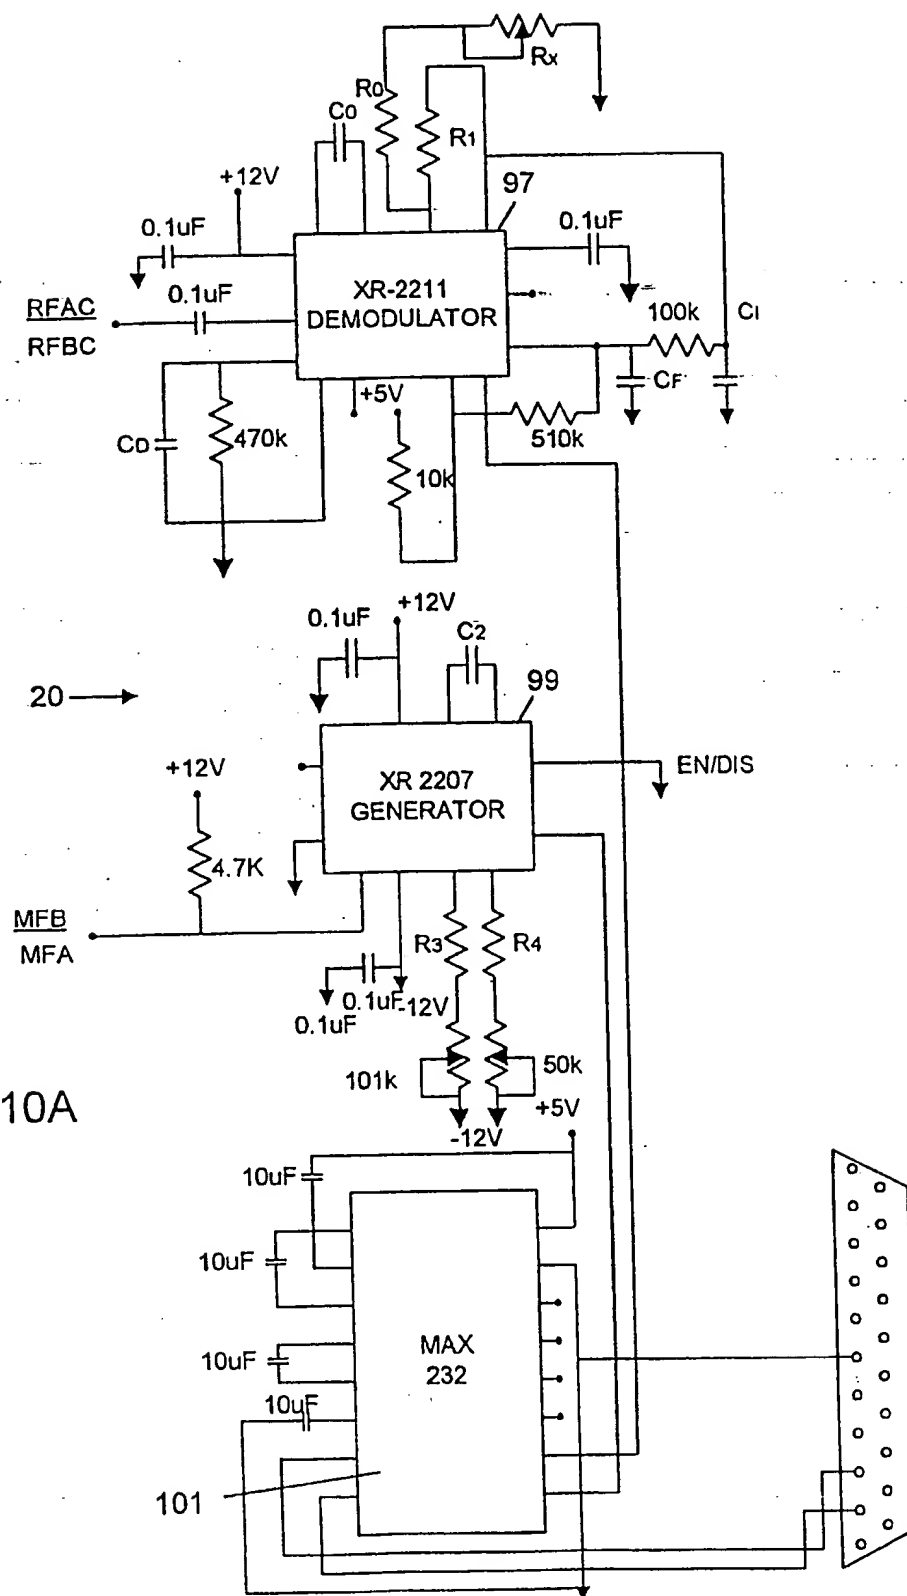 Rx
R0
C0
R1
+12V
97
0.1uF
0.1uF
XR-2211
DEMODULATOR
0.1uF
RFAC
RFBC
100k
CI
+5V
CF
CD
470k
510k
10k
+12V
0.1uF
C2
20
99
+12V
XR 2207
GENERATOR
EN/DIS
4.7K
MFB
MFA
R3
R4
0.1uF
-12V
0.1uF
101k
50k
10A
+5V
-12V
10uF
10uF
MAX
232
10uF
10uF
101